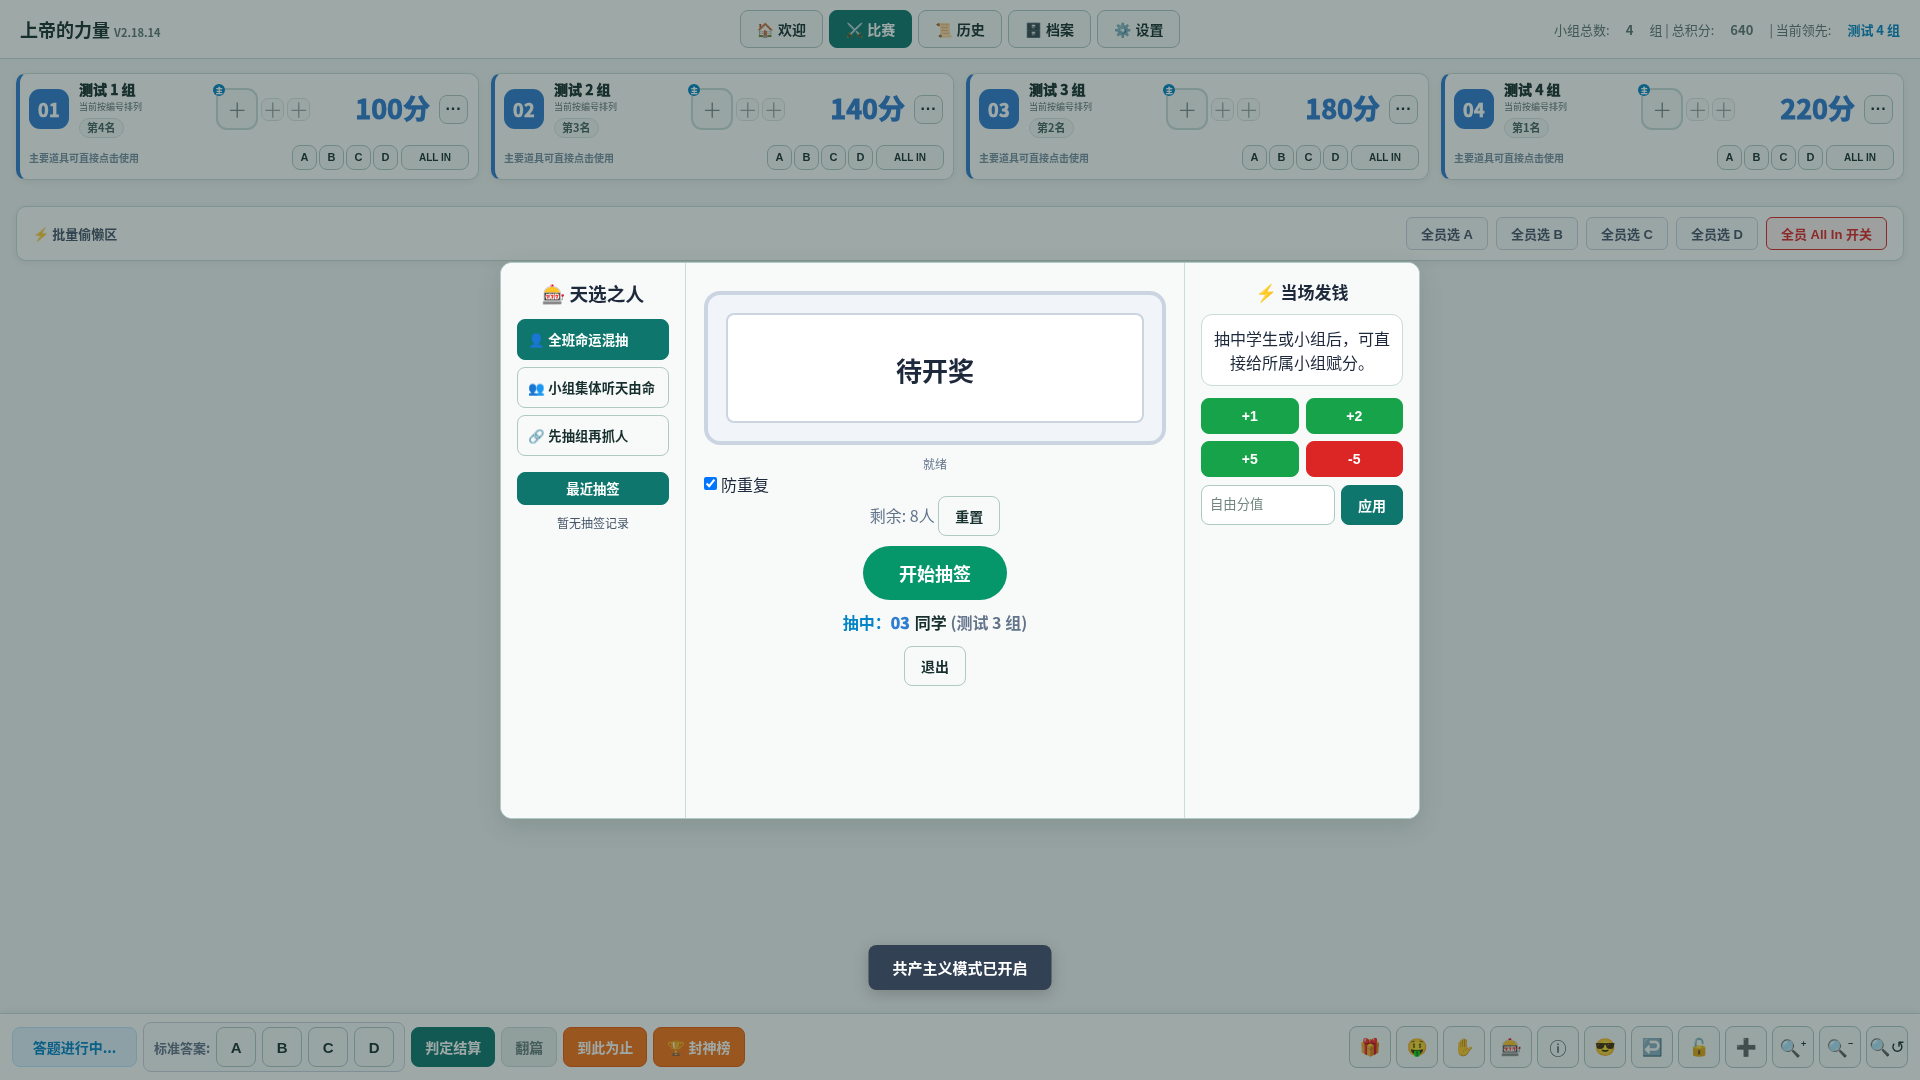 上帝的力量 V2.18.14
🏠 欢迎
⚔️ 比赛
📜 历史
🗄️ 档案
⚙️ 设置
小组总数: 4 组 | 总积分: 640 | 当前领先: 测试 4 组
01
测试 1 组
当前按编号排列
第4名
主
+
+
+
100分
...
主要道具可直接点击使用
A
B
C
D
ALL IN
02
测试 2 组
当前按编号排列
第3名
主
+
+
+
140分
...
主要道具可直接点击使用
A
B
C
D
ALL IN
03
测试 3 组
当前按编号排列
第2名
主
+
+
+
180分
...
主要道具可直接点击使用
A
B
C
D
ALL IN
04
测试 4 组
当前按编号排列
第1名
主
+
+
+
220分
...
主要道具可直接点击使用
A
B
C
D
ALL IN
⚡ 批量偷懒区
全员选 A
全员选 B
全员选 C
全员选 D
全员 All In 开关
🎰 天选之人
👤 全班命运混抽
👥 小组集体听天由命
🔗 先抽组再抓人
最近抽签
暂无抽签记录
待开奖
就绪
防重复
剩余: 8人 重置
开始抽签
抽中：03 同学 (测试 3 组)
退出
⚡ 当场发钱
抽中学生或小组后，可直
接给所属小组赋分。
+1
+2
+5
-5
自由分值
应用
共产主义模式已开启
答题进行中...
标准答案:
A
B
C
D
判定结算
翻篇
到此为止
🏆 封神榜